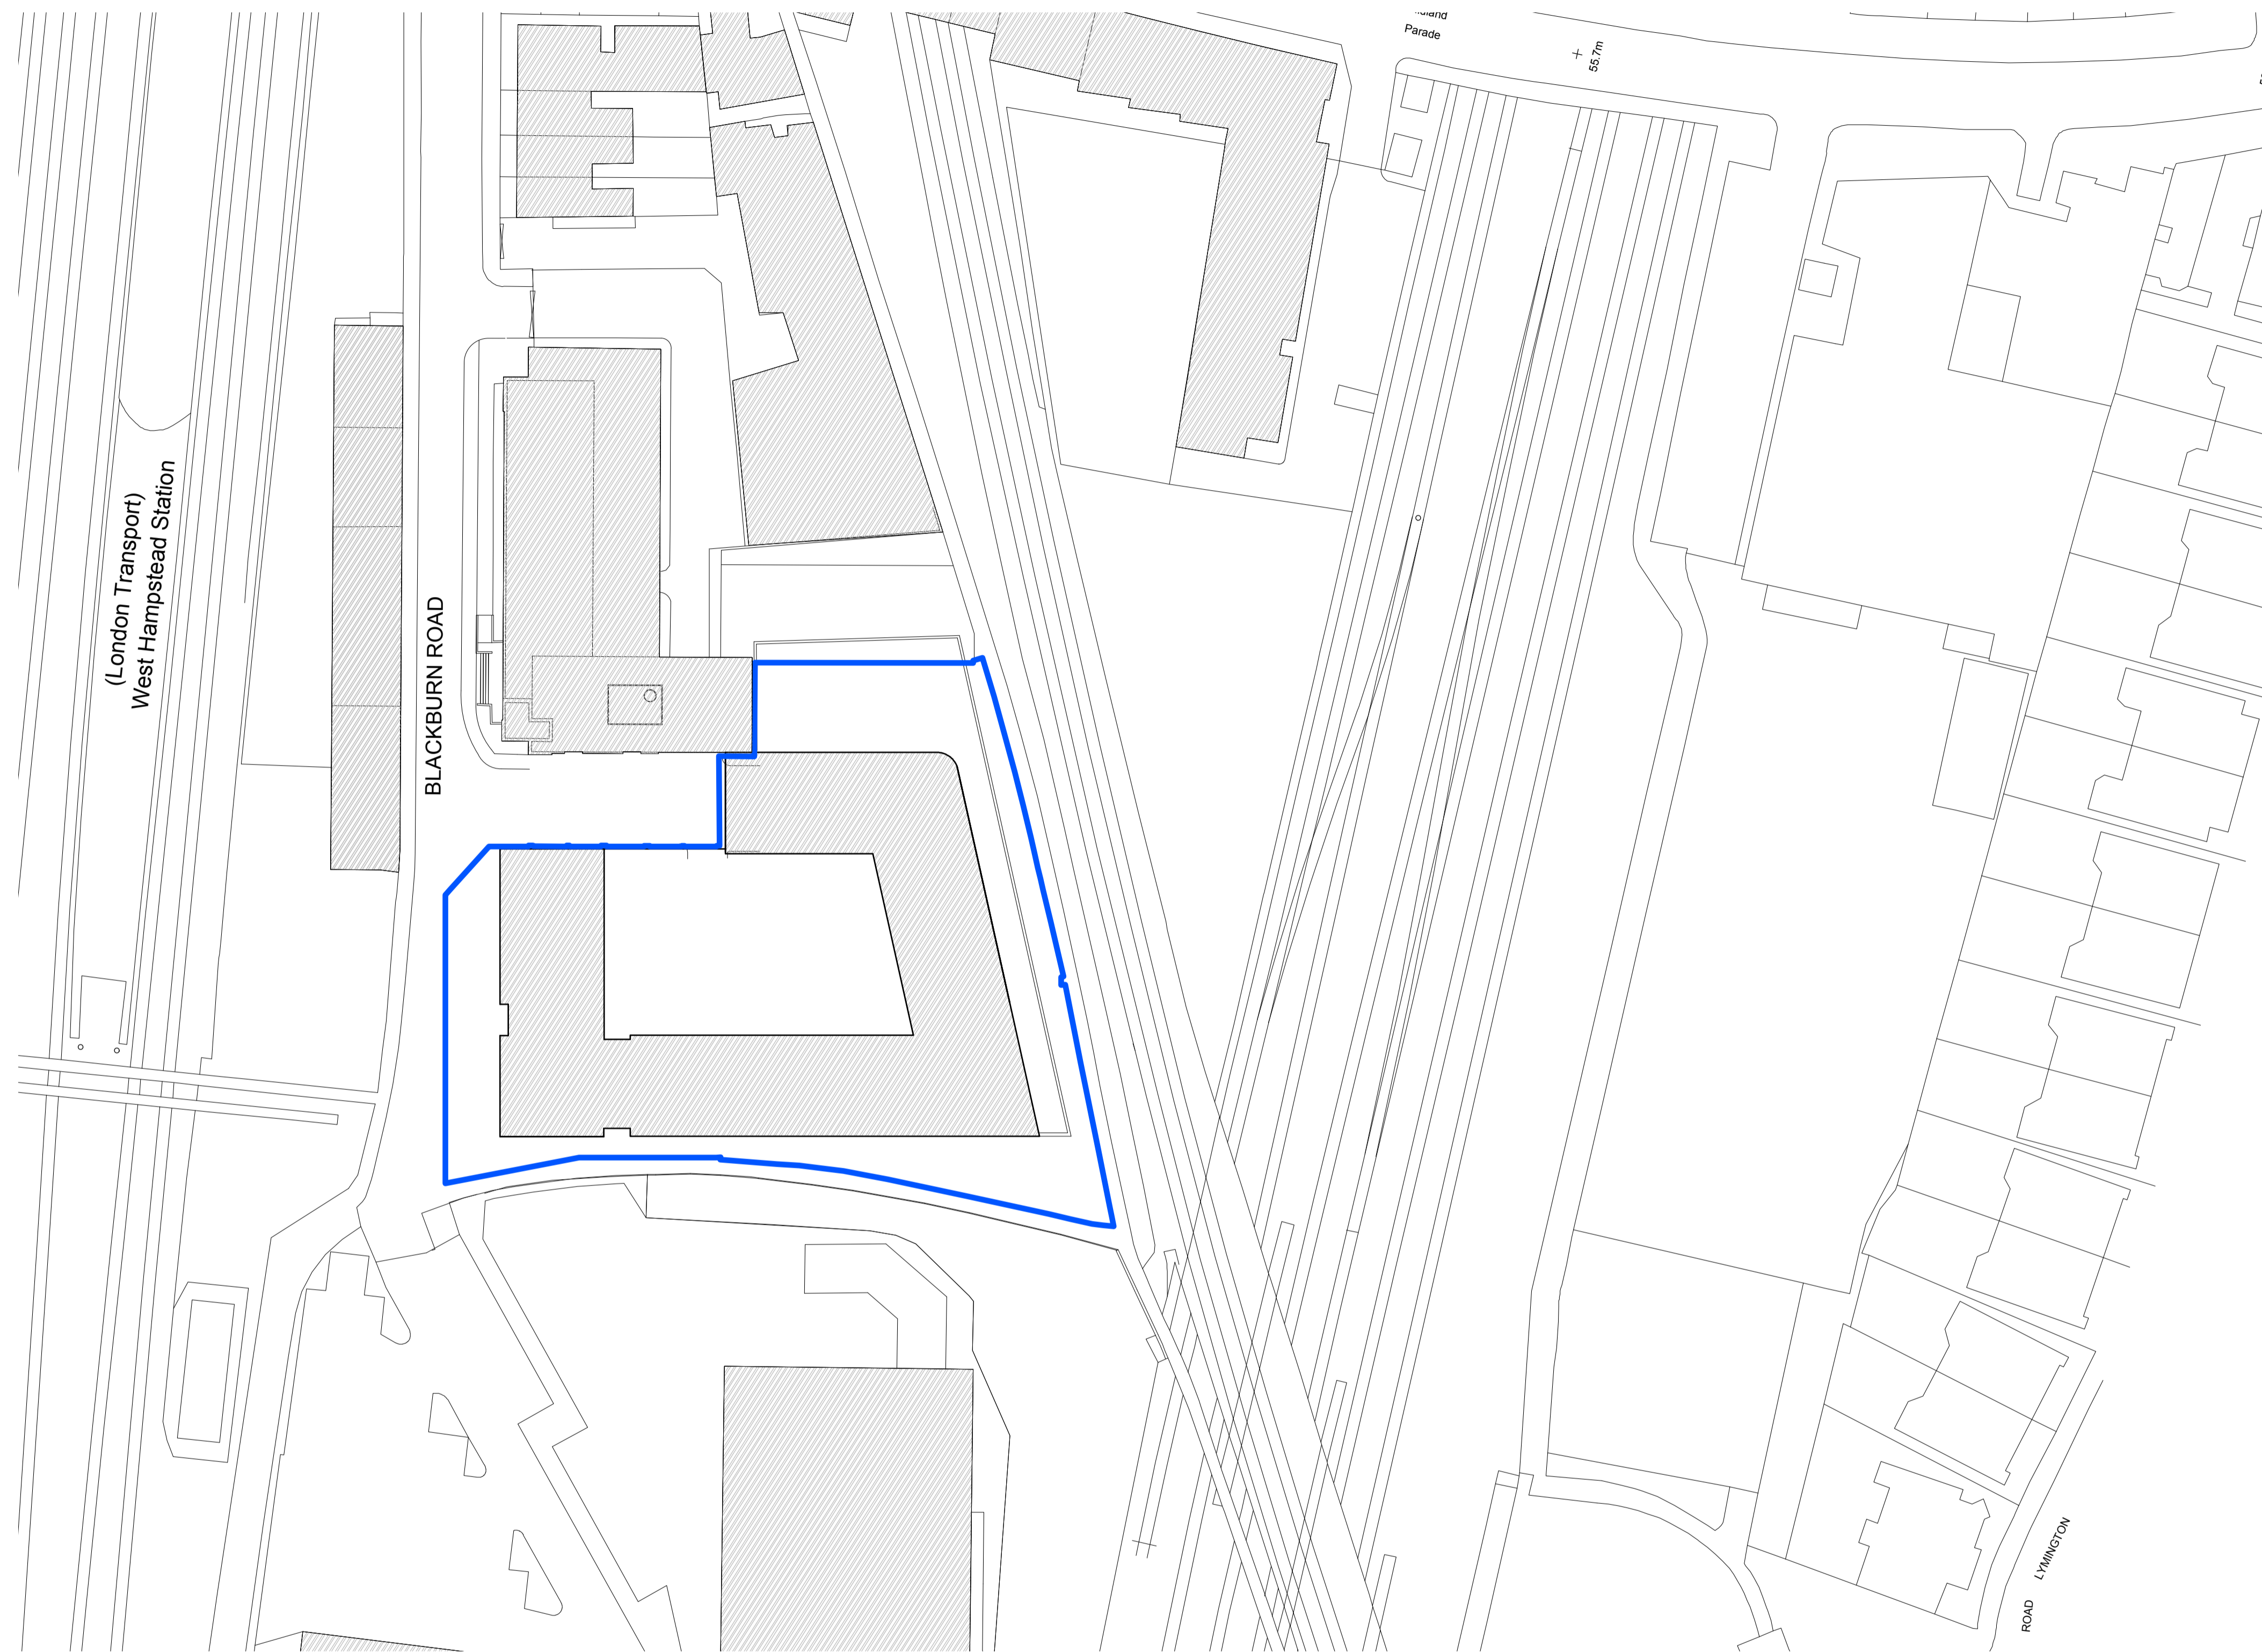 Parade
55.7m
(London Transport)
West Hampstead Station
BLACKBURN ROAD
LYMINGTON
ROAD